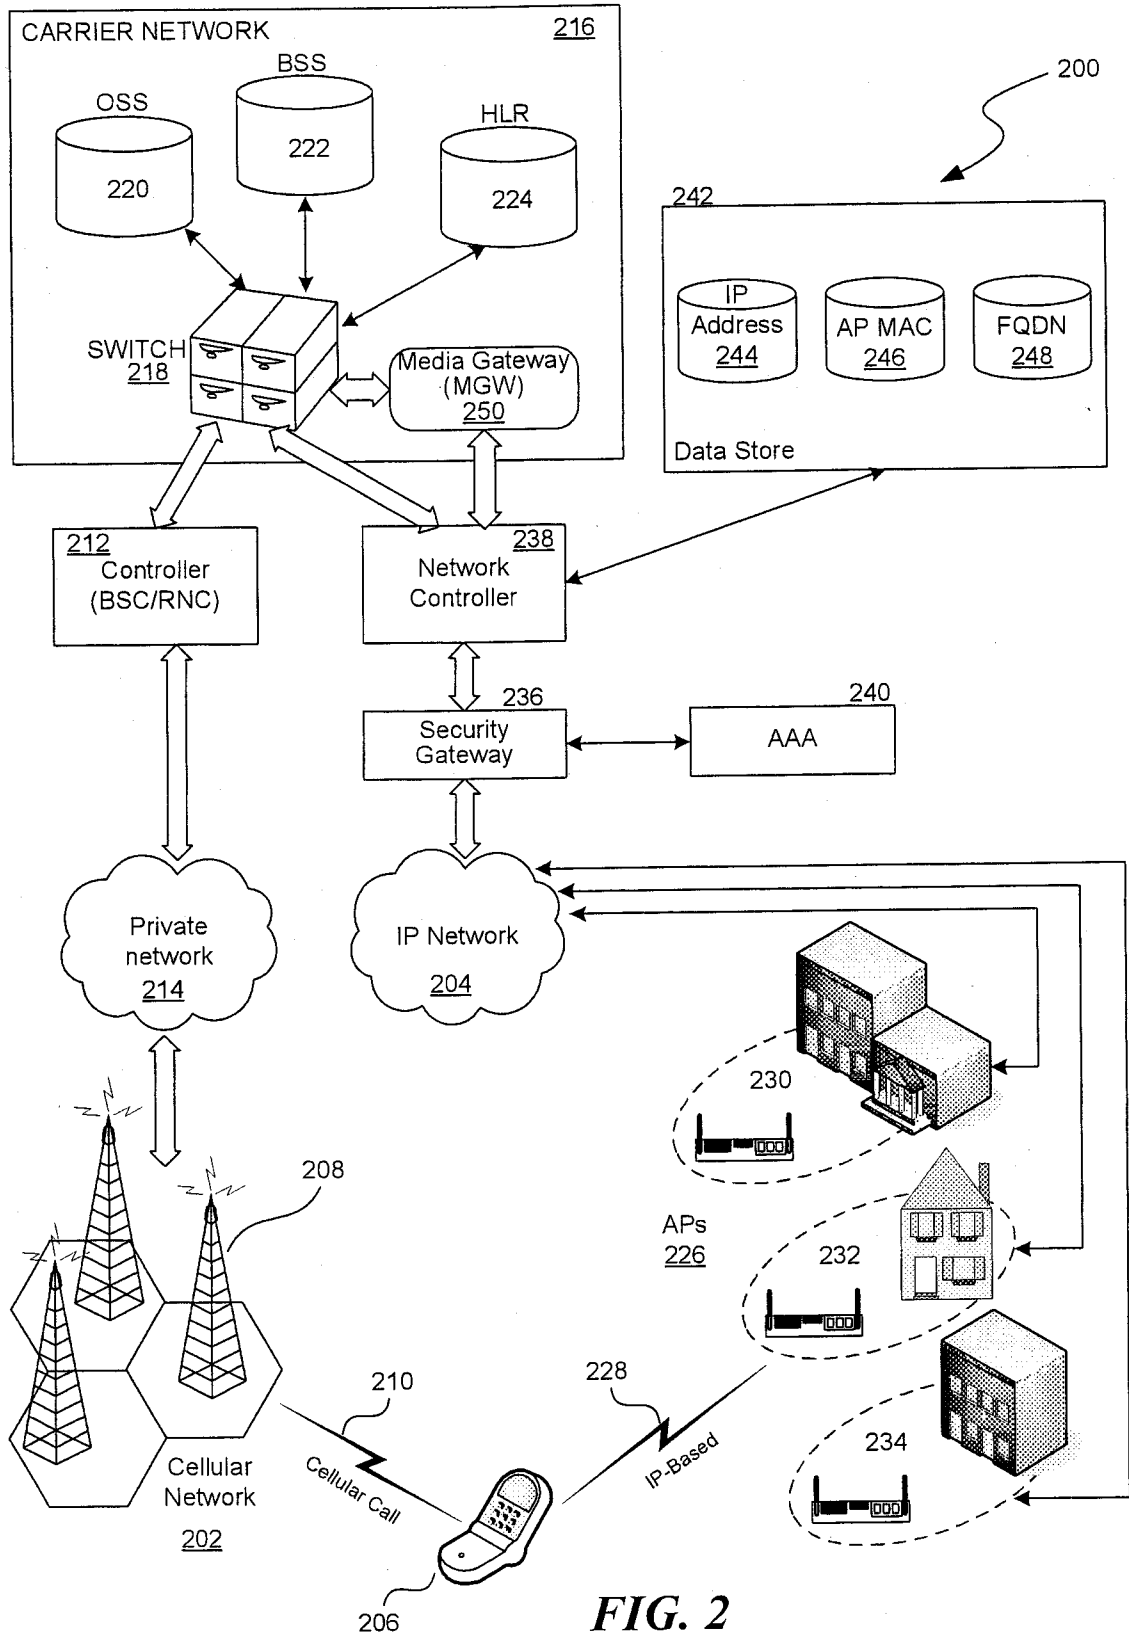 CARRIER NETWORK
216
BSS
222
OSS
220
HLR
224
200
242
IP
Address
244
AP MAC
246
FQDN
248
Data Store
SWITCH
218
Media Gateway
(MGW)
250
212
Controller
(BSC/RNC)
238
Network
Controller
236
Security
Gateway
240
AAA
Private
network
214
IP Network
204
230
208
APs
226
232
210
228
234
Cellular Call
IP-Based
Cellular
Network
202
206
FIG. 2